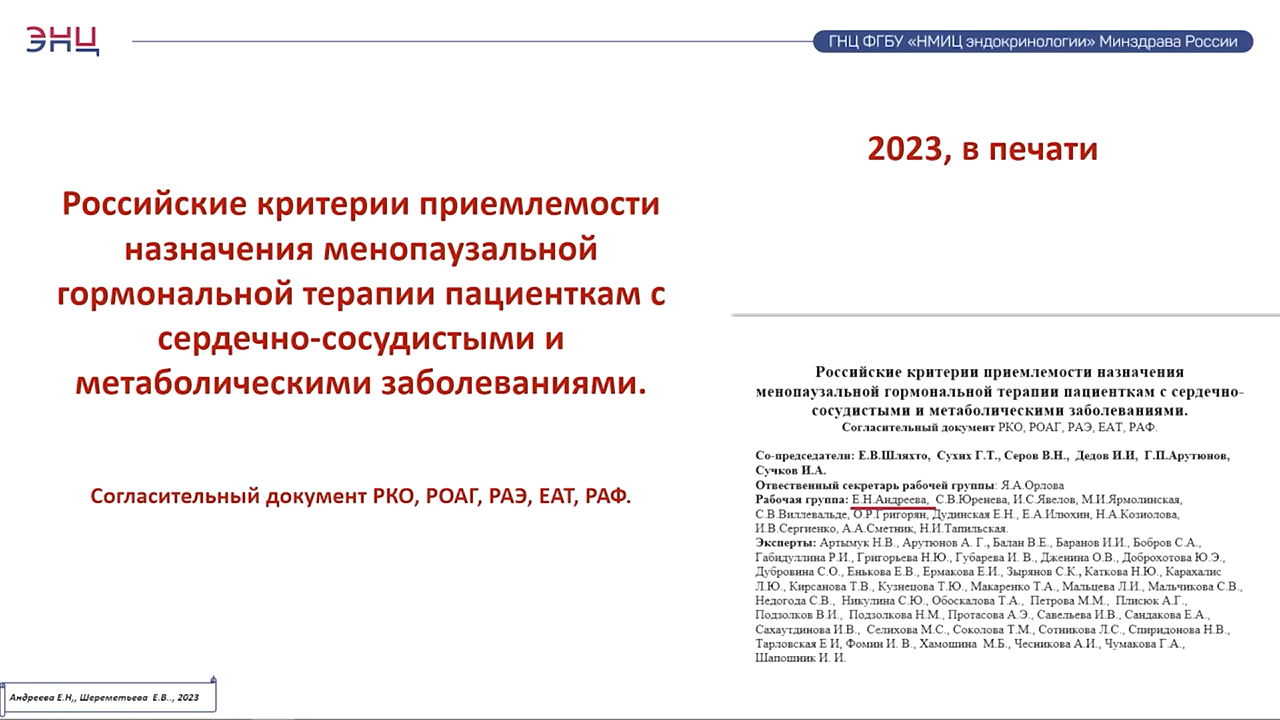 ЭНЦ
ГНЦ ФГБУ «НМИЦ эндокринологии» Минздрава России
2023, в печати
Российские критерии приемлемости
назначения менопаузальной
гормональной терапии пациенткам с
сердечно-сосудистыми и
метаболическими заболеваниями.
Согласительный документ РКО, РОАГ, РАЭ, ЕАТ, РАФ.
Российские критерии приемлемости назначения
менопаузальной гормональной терапии пациенткам с сердечно-
сосудистыми и метаболическими заболеваниями.
Согласительный документ РКО, РОАГ, РАЭ, ЕАТ, РАФ.
Со-председатели: Е.В.Шляхто, Сухих Г.Т., Серов В.Н., Дедов И.И, Г.П.Арутюнов,
Сучков И.А.
Отвественный секретарь рабочей группы: Я.А.Орлова
Рабочая группа: Е.Н.Андреева, С.В.Юренева, И.С.Явелов, М.И.Ярмолинская,
С.В.Виллевальде, О.Р.Григорян, Дудинская Е.Н., Е.А.Илюхин, Н.А.Козиолова,
И.В.Сергиенко, А.А.Сметник, Н.И.Тапильская.
Эксперты: Артымук Н.В., Арутюнов А. Г., Балан В.Е., Баранов И.И., Бобров С.А.,
Габидуллина Р.И., Григорьева Н.Ю., Губарева И. В., Дженина О.В., Доброхотова Ю.Э.,
Дубровина С.О., Енькова Е.В., Ермакова Е.И., Зырянов С.К., Каткова Н.Ю., Карахалис
Л.Ю., Кирсанова Т.В., Кузнецова Т.Ю., Макаренко Т.А., Мальцева Л.И., Мальчикова С.В.,
Недогода С.В., Никулина С.Ю., Обоскалова Т.А., Петрова М.М., Плисюк А.Г.,
Подзолков В.И., Подзолкова Н.М., Протасова А.Э., Савельева И.В., Сандакова Е.А.,
Сахаутдинова И.В., Селихова М.С., Соколова Т.М., Сотникова Л.С., Спиридонова Н.В.,
Тарловская Е И, Фомин И. В., Хамошина М.Б., Чесникова А.И., Чумакова Г.А.,
Шапошник И. И.
Андреева Е.Н,, Шереметьева Е.В.., 2023